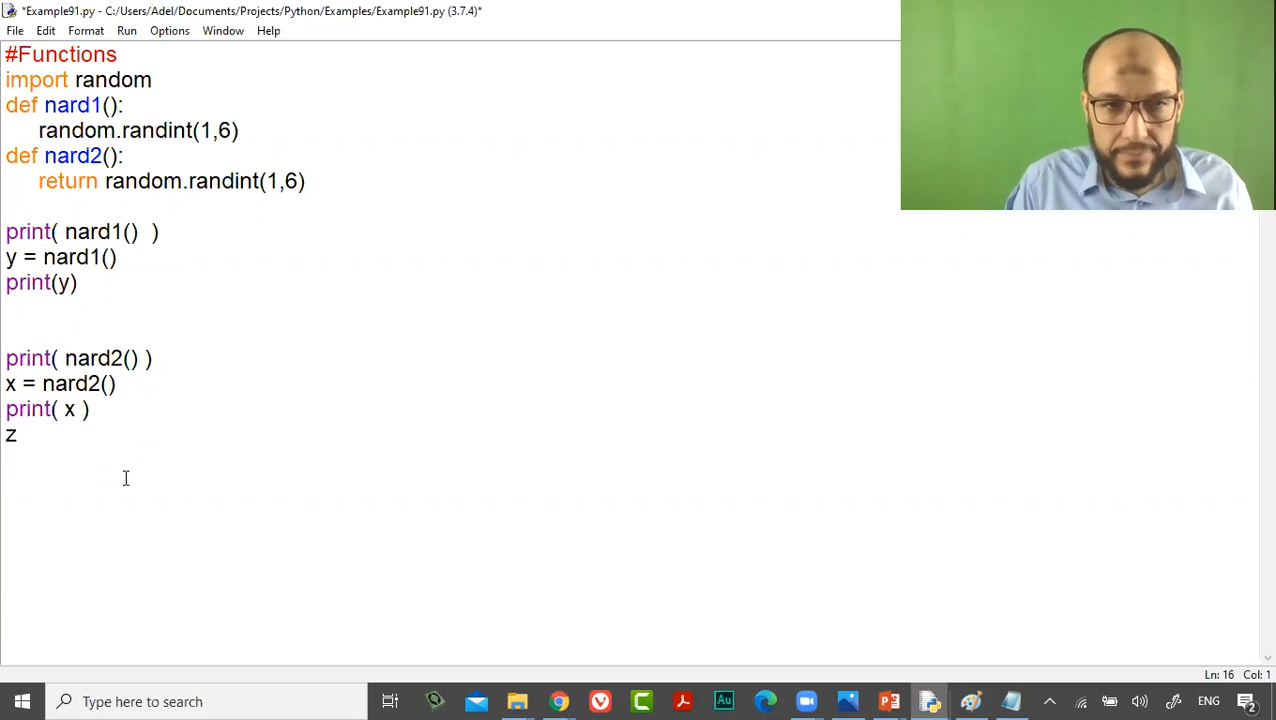 *Example91.py - C:/Users/Adel/Documents/Projects/Python/Examples/Example91.py (3.7.4)*
File Edit Format Run Options Window Help
#Functions
import random
def nard1():
random.randint(1,6)
def nard2():
return random.randint(1,6)
print( nard1()  )
y = nard1()
print(y)
print( nard2() )
x = nard2()
print( x )
z
Ln: 16 Col: 1
Type here to search
Au
ENG
2